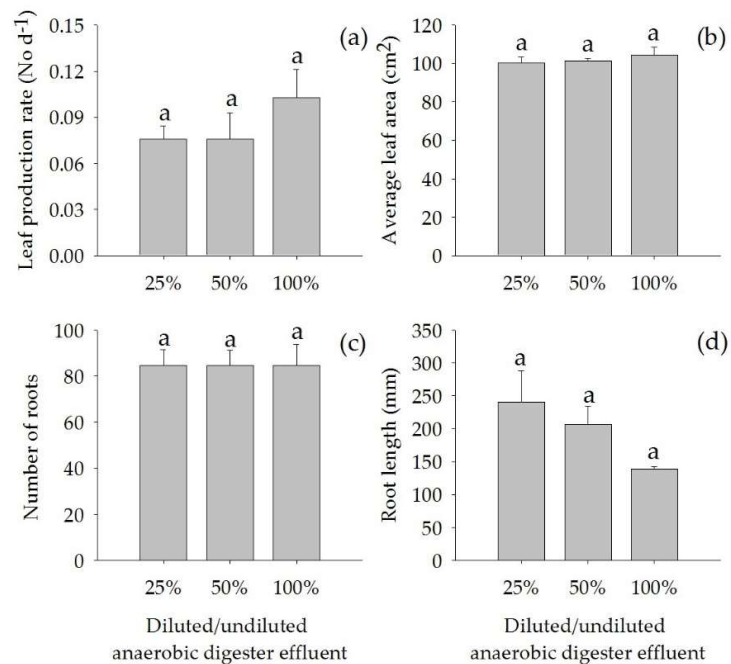 Leaf production rate (No d-1)
0.15
0.12
0.09
0.06
0.03
0.00
a
a
a
(a)
25%
50%
100%
Average leaf area (cm2)
120
100
80
60
40
20
0
a
a
a
(b)
25%
50%
100%
Number of roots
100
80
60
40
20
0
a
a
a
(c)
25%
50%
100%
Diluted/undiluted
anaerobic digester effluent
Root length (mm)
350
300
250
200
150
100
50
0
a
a
a
(d)
25%
50%
100%
Diluted/undiluted
anaerobic digester effluent